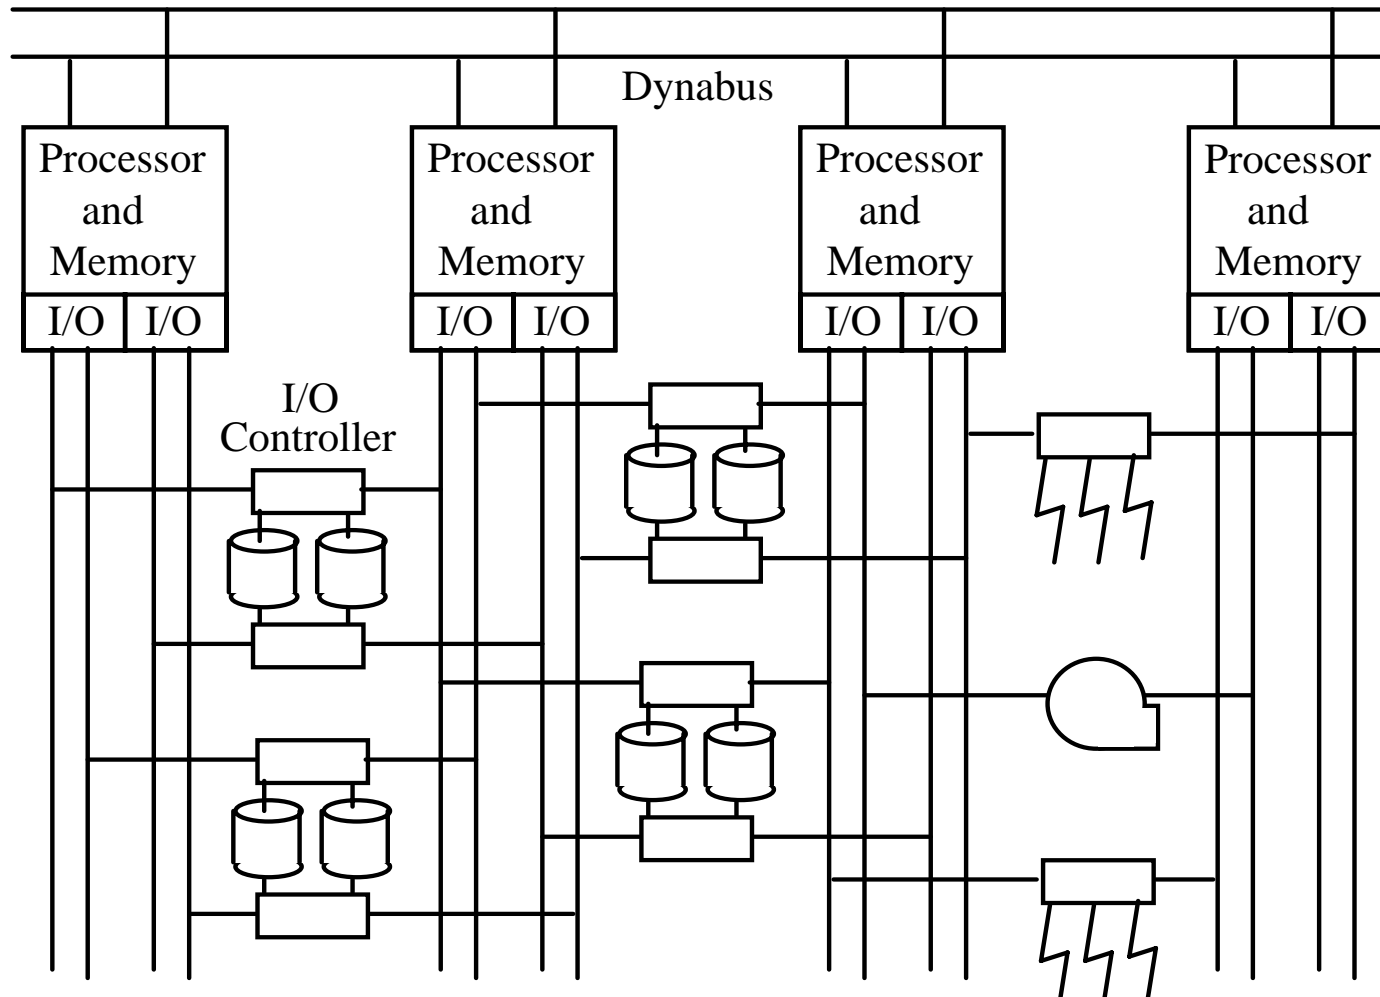 Dynabus
Processor
and
Memory
I/O I/O
Processor
and
Memory
I/O I/O
Processor
and
Memory
I/O I/O
Processor
and
Memory
I/O I/O
I/O
Controller